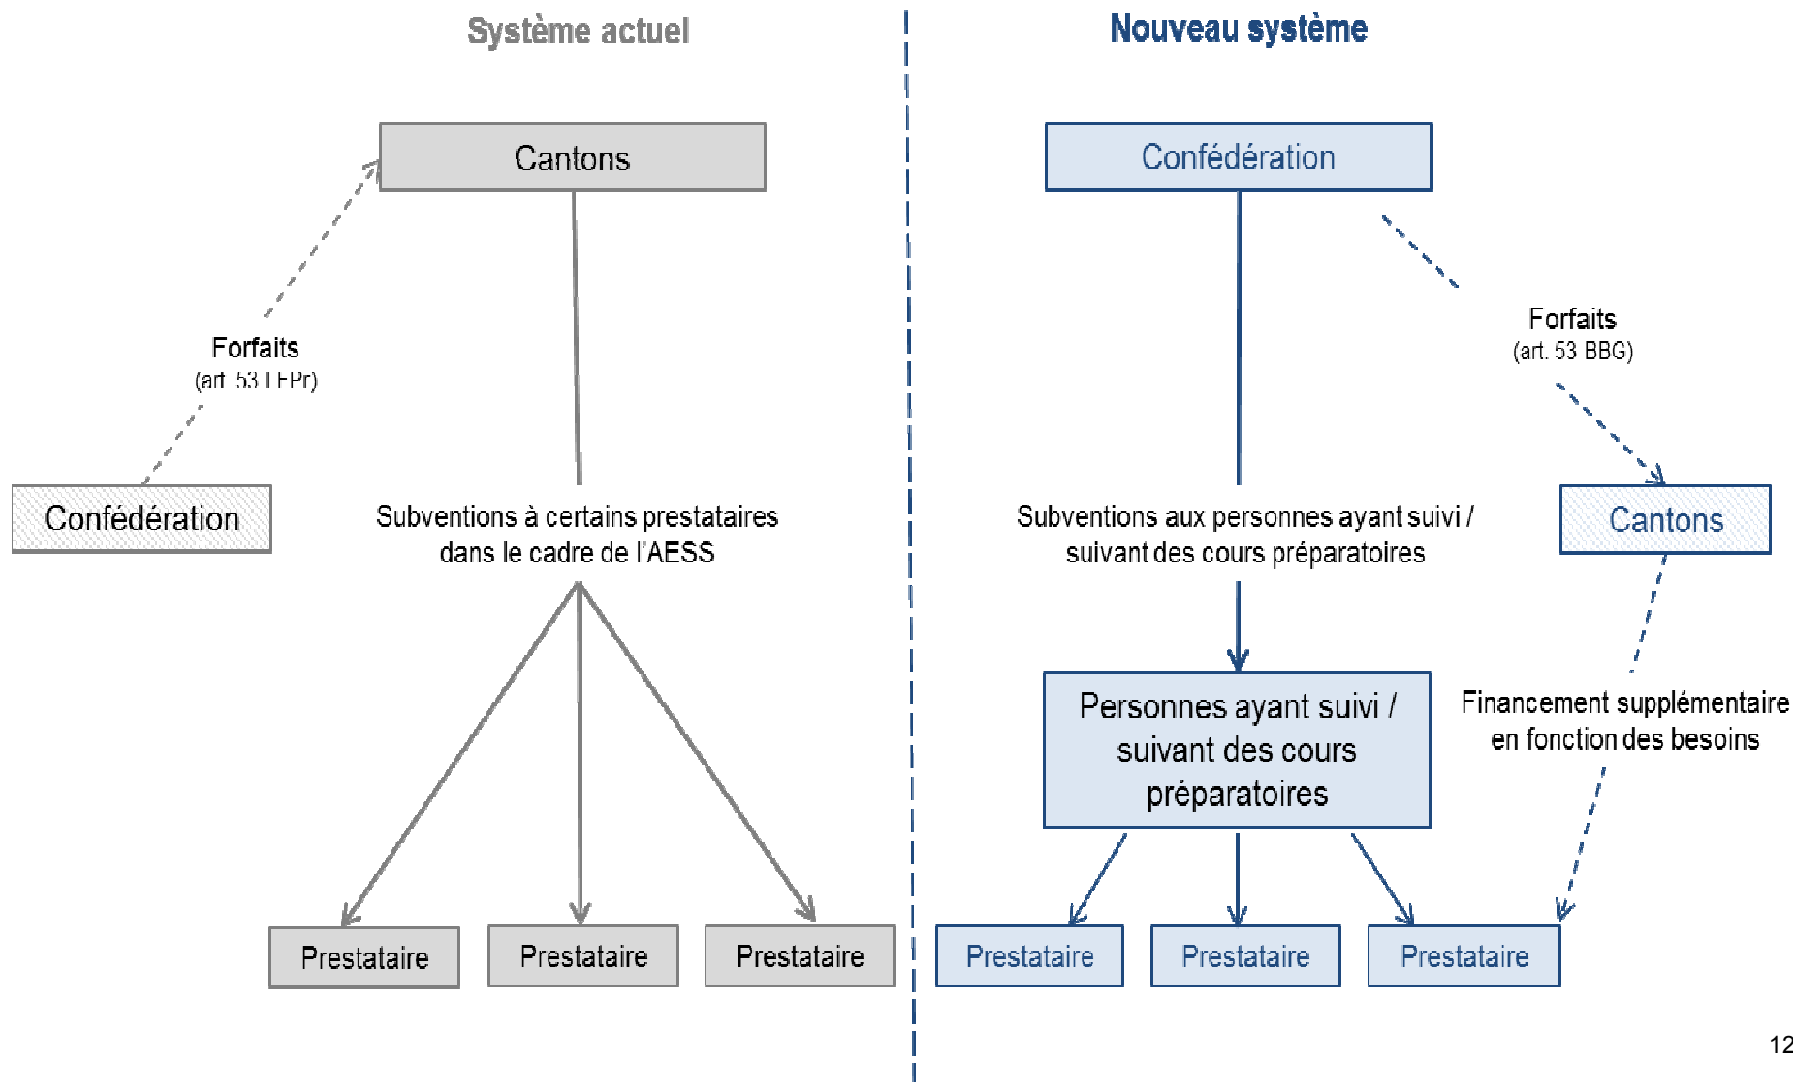 Système actuel
Cantons
Forfaits
(art. 53 LFPr)
Confédération
Subventions à certains prestataires
dans le cadre de l'AESS
Prestataire
Prestataire
Prestataire
Nouveau système
Confédération
Forfaits
(art. 53 BBG)
Subventions aux personnes ayant suivi /
suivant des cours préparatoires
Cantons
Personnes ayant suivi /
suivant des cours
préparatoires
Financement supplémentaire
en fonction des besoins
Prestataire
Prestataire
Prestataire
12